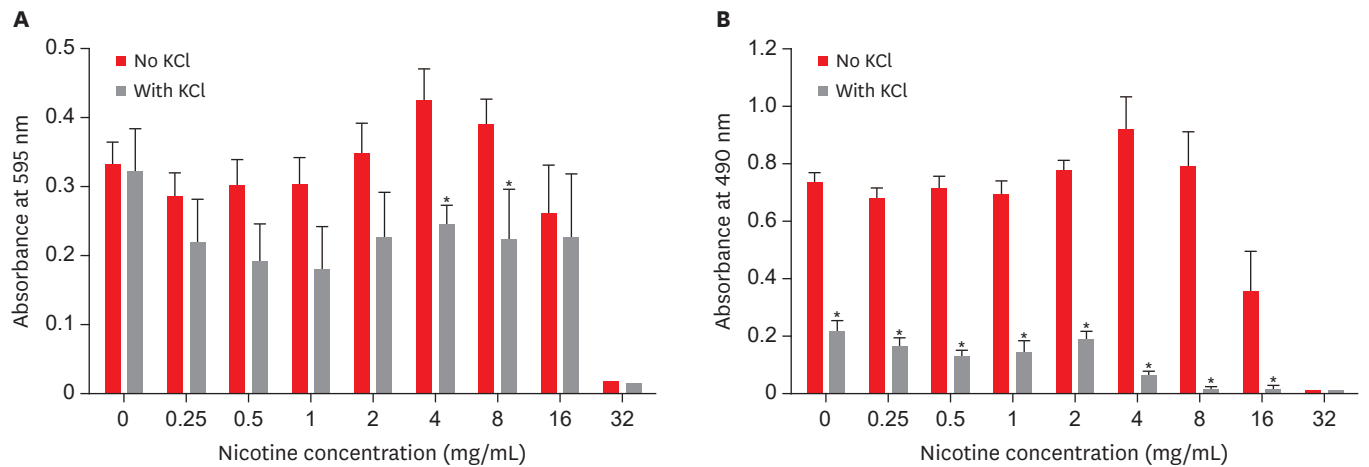 A
Absorbance at 595 nm
0.5
0.4
0.3
0.2
0.1
0
No KCl
With KCl
*
*
0 0.25 0.5 1 2 4 8 16 32
Nicotine concentration (mg/mL)
B
Absorbance at 490 nm
1.2
1.0
0.8
0.6
0.4
0.2
0
No KCl
With KCl
* * * * * * * *
0 0.25 0.5 1 2 4 8 16 32
Nicotine concentration (mg/mL)